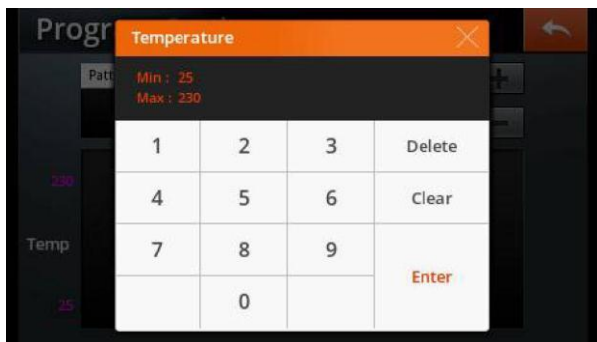 Progr
Temperature
Patt
Min : 25
Max : 230
+
−
1 2 3 Delete
230
4 5 6 Clear
Temp
7 8 9
Enter
0
25